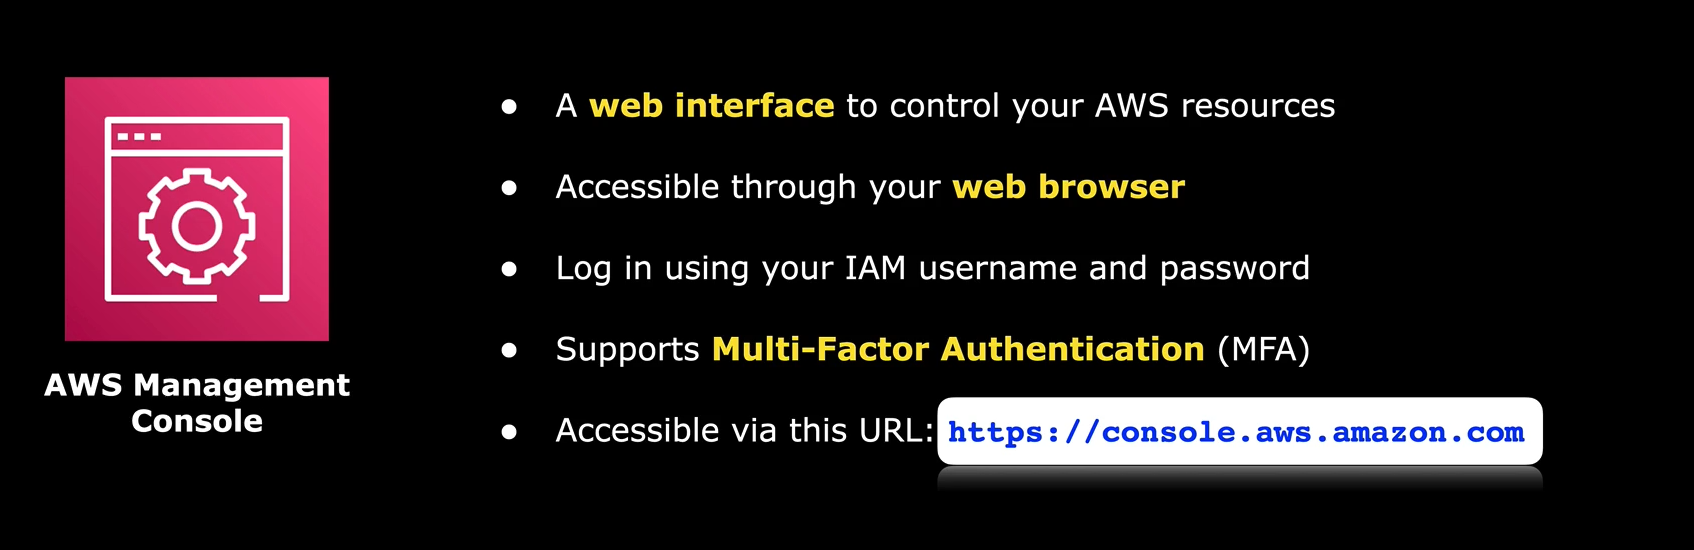 AWS Management
Console
● A web interface to control your AWS resources
● Accessible through your web browser
● Log in using your IAM username and password
● Supports Multi-Factor Authentication (MFA)
● Accessible via this URL: https://console.aws.amazon.com